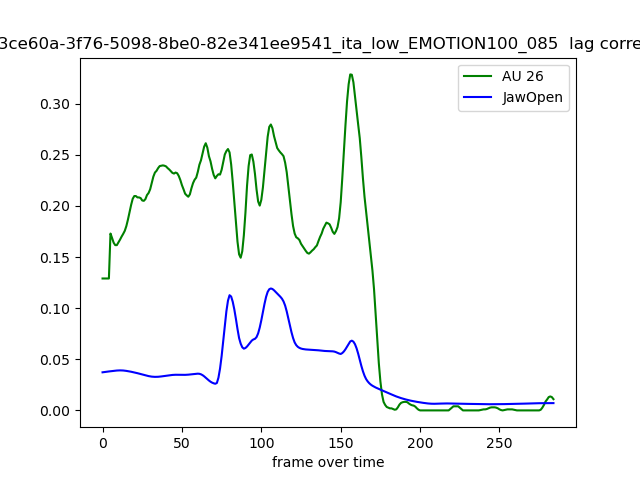 3ce60a-3f76-5098-8be0-82e341ee9541_ita_low_EMOTION100_085 lag corre
AU 26
JawOpen
0.30
0.25
0.20
0.15
0.10
0.05
0.00
0 50 100 150 200 250
frame over time